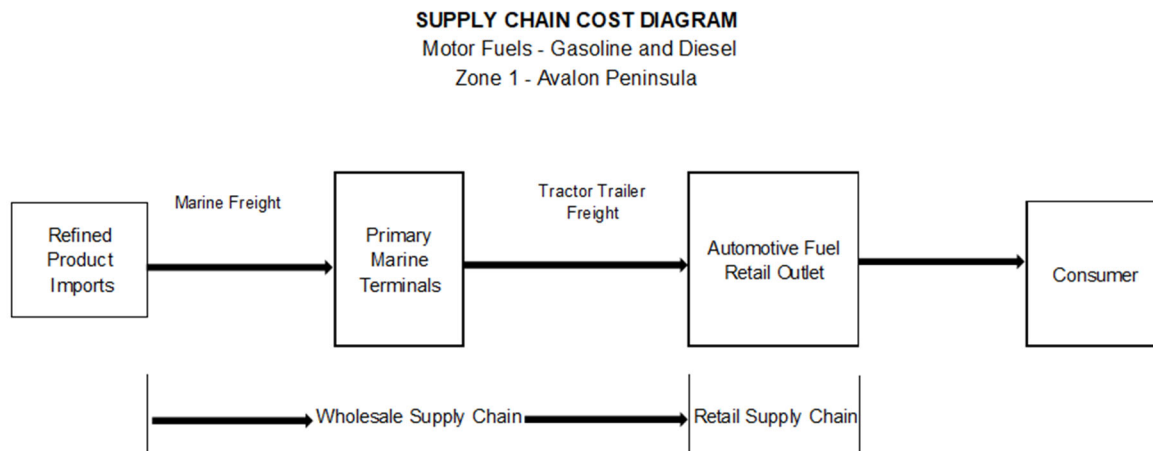 SUPPLY CHAIN COST DIAGRAM
Motor Fuels - Gasoline and Diesel
Zone 1 - Avalon Peninsula
Marine Freight
Tractor Trailer
Freight
Refined
Product
Imports
Primary
Marine
Terminals
Automotive Fuel
Retail Outlet
Consumer
Wholesale Supply Chain
Retail Supply Chain